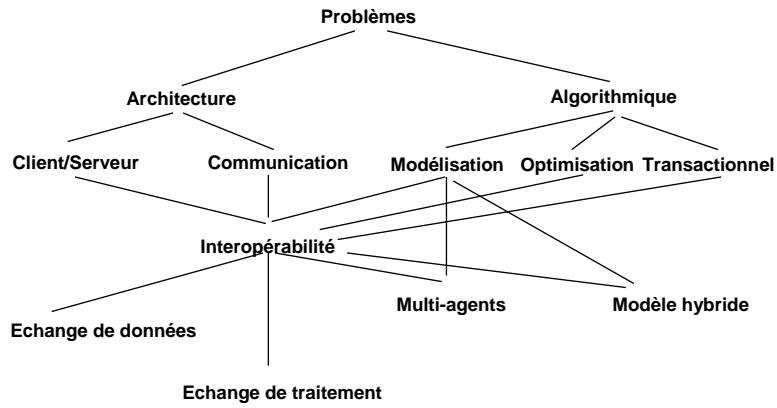 Problèmes
Architecture
Algorithmique
Client/Serveur
Communication
Modélisation
Optimisation
Transactionnel
Interopérabilité
Multi-agents
Modèle hybride
Echange de données
Echange de traitement